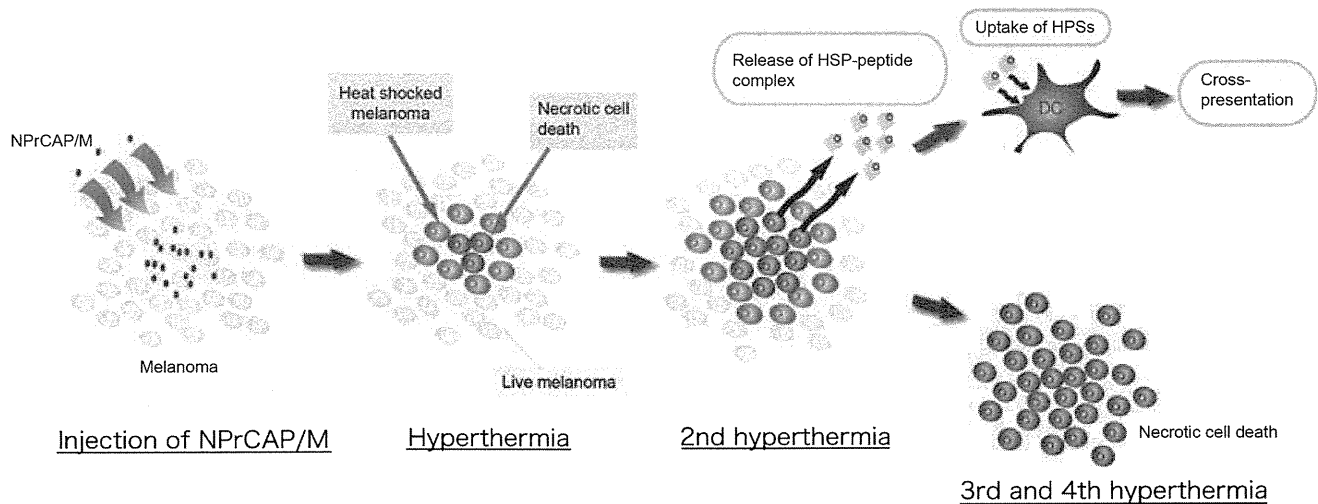 NPrCAP/M
Melanoma
Injection of NPrCAP/M
Heat shocked
melanoma
Necrotic cell
death
Live melanoma
Hyperthermia
Release of HSP-peptide
complex
2nd hyperthermia
Uptake of HPSs
DC
Cross-
presentation
Necrotic cell death
3rd and 4th hyperthermia